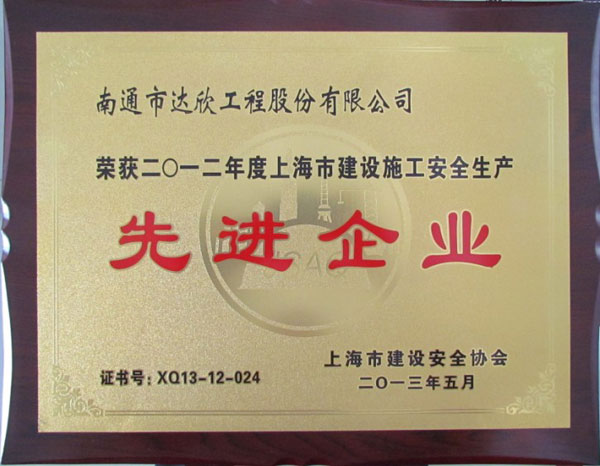 南通市达欣工程股份有限公司
荣获二〇一二年度上海市建设施工安全生产
先进企业
证书号：XQ13-12-024
上海市建设安全协会
二〇一三年五月